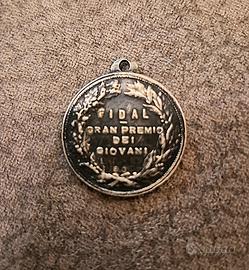 FIDAL
GRAN PREMIO
DEI
GIOVANI